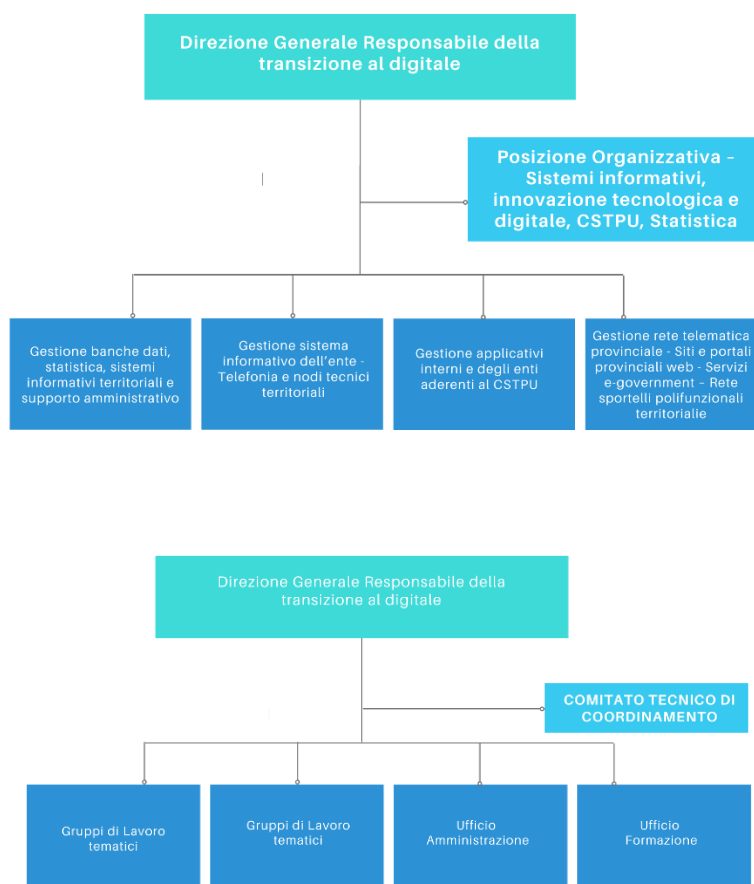 Direzione Generale Responsabile della
transizione al digitale
Posizione Organizzativa –
Sistemi informativi,
innovazione tecnologica e
digitale, CSTPU, Statistica
Gestione banche dati,
statistica, sistemi
informativi territoriali e
supporto amministrativo
Gestione sistema
informativo dell'ente -
Telefonia e nodi tecnici
territoriali
Gestione applicativi
interni e degli enti
aderenti al CSTPU
Gestione rete telematica
provinciale - Siti e portali
provinciali web - Servizi
e-government – Rete
sportelli polifunzionali
territorialie
Direzione Generale Responsabile della
transizione al digitale
COMITATO TECNICO DI
COORDINAMENTO
Gruppi di Lavoro
tematici
Gruppi di Lavoro
tematici
Ufficio
Amministrazione
Ufficio
Formazione